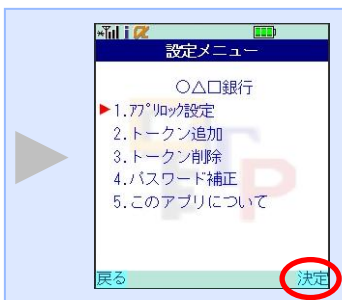 設定メニュー
○△□銀行
1.ｱﾌﾟﾘﾛｯｸ設定
2.トークン追加
3.トークン削除
4.パスワード補正
5.このアプリについて
戻る 決定